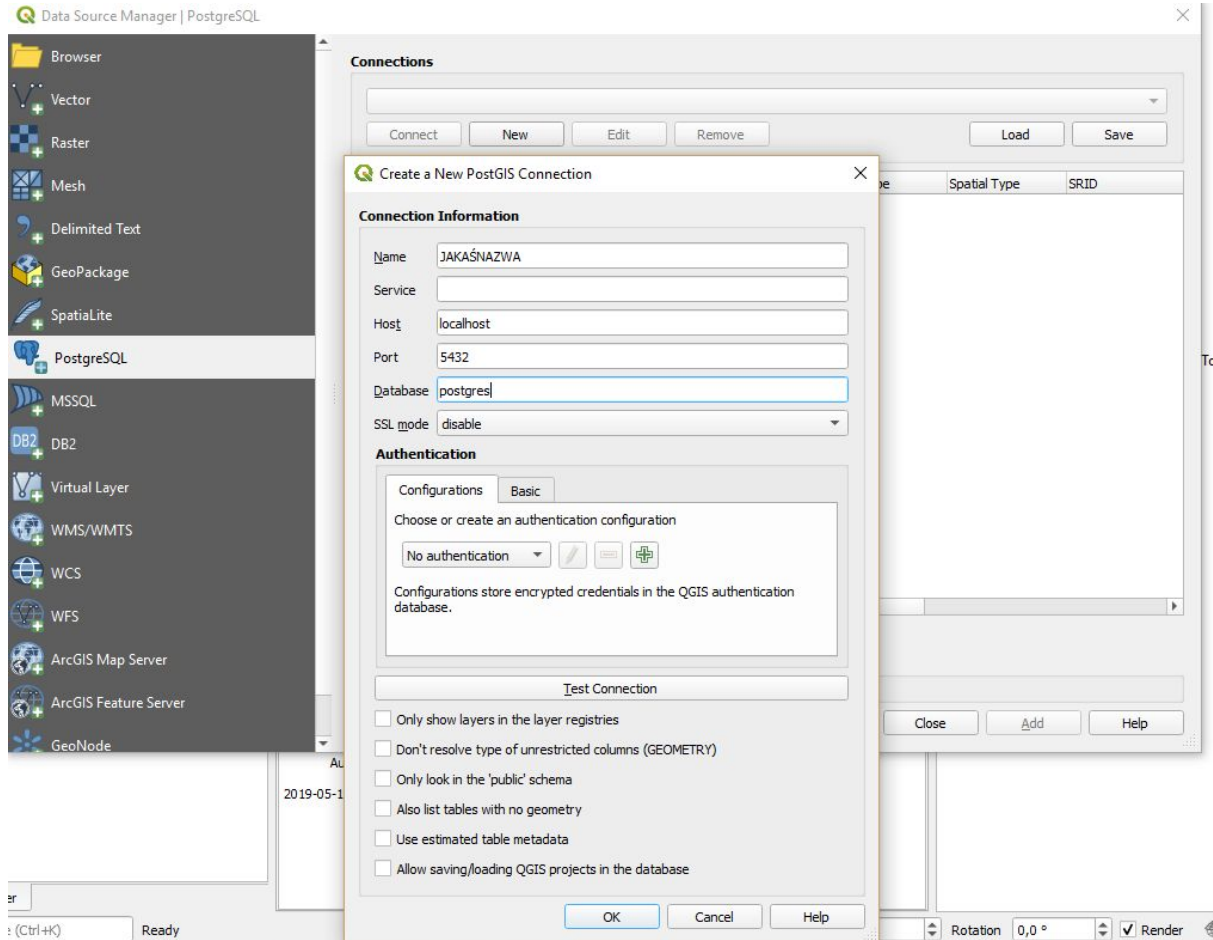 Data Source Manager | PostgreSQL
Browser
Vector
Raster
Mesh
Delimited Text
GeoPackage
SpatiaLite
PostgreSQL
MSSQL
DB2
DB2
Virtual Layer
WMS/WMTS
WCS
WFS
ArcGIS Map Server
ArcGIS Feature Server
GeoNode
Connections
Connect New Edit Remove Load Save
Spatial Type SRID
Create a New PostGIS Connection
Connection Information
Name JAKAŚNAZWA
Service
Host localhost
Port 5432
Database postgres
SSL mode disable
Authentication
Configurations Basic
Choose or create an authentication configuration
No authentication
Configurations store encrypted credentials in the QGIS authentication
database.
Test Connection
Only show layers in the layer registries
Don't resolve type of unrestricted columns (GEOMETRY)
Only look in the 'public' schema
Also list tables with no geometry
Use estimated table metadata
Allow saving/loading QGIS projects in the database
OK Cancel Help
Close Add Help
2019-05-1
(Ctrl+K) Ready
Rotation 0,0 ° Render